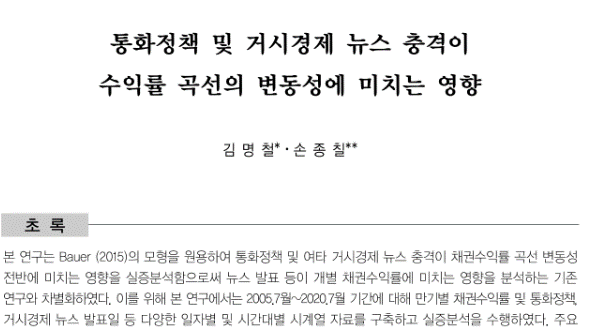 통화정책 및 거시경제 뉴스 충격이
수익률 곡선의 변동성에 미치는 영향
김 명 철*·손 종 칠**
초 록
본 연구는 Bauer (2015)의 모형을 원용하여 통화정책 및 여타 거시경제 뉴스 충격이 채권수익률 곡선 변동성
전반에 미치는 영향을 실증분석함으로써 뉴스 발표 등이 개별 채권수익률에 미치는 영향을 분석하는 기존
연구와 차별화하였다. 이를 위해 본 연구에서는 2005.7월~2020.7월 기간에 대해 만기별 채권수익률 및 통화정책,
거시경제 뉴스 발표일 등 다양한 일자별 및 시간대별 시계열 자료를 구축하고 실증분석을 수행하였다. 주요